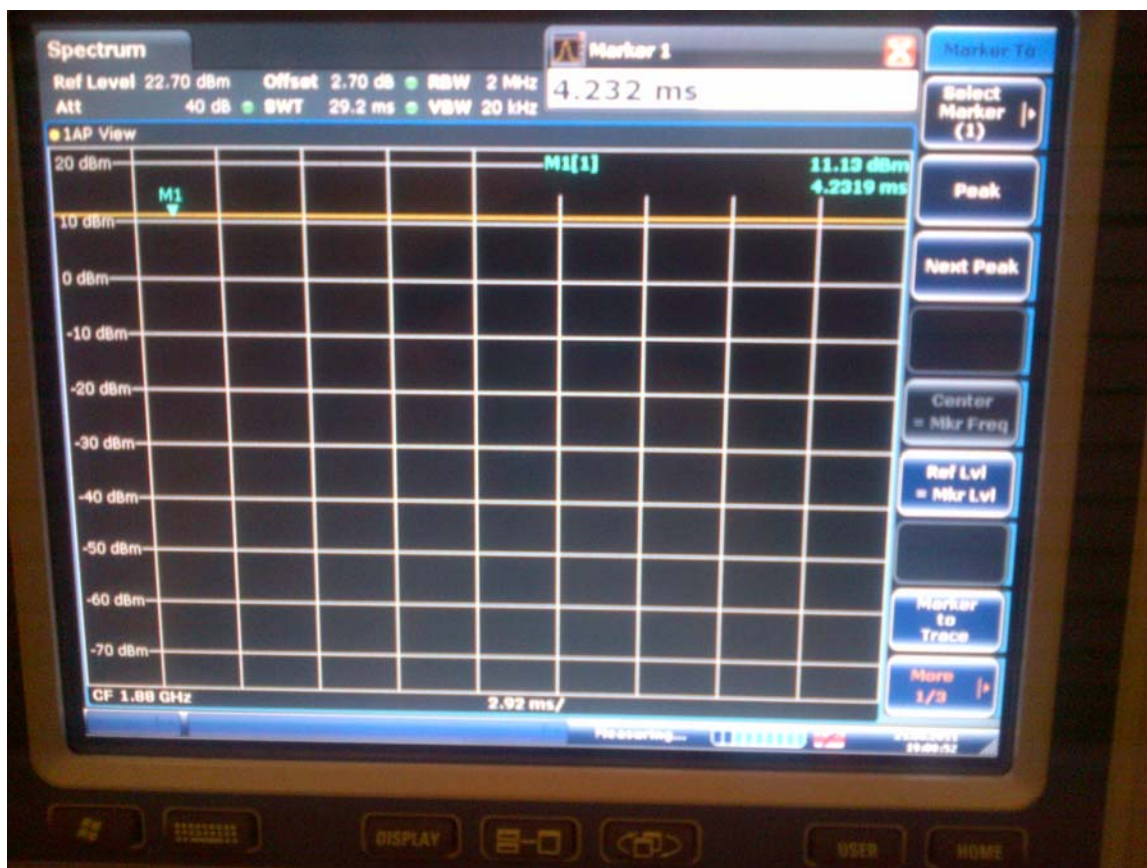 Spectrum
Marker 1
Marker To
Ref Level 22.70 dBm Offset 2.70 dB RBW 2 MHz
4.232 ms
Att 40 dB SWT 29.2 ms VBW 20 kHz
Select
Marker
(1)
1AP View
20 dBm
M1[1] 11.13 dBm
4.2319 ms
M1
Peak
10 dBm
Next Peak
0 dBm
-10 dBm
-20 dBm
Center
= Mkr Freq
-30 dBm
Ref Lvl
= Mkr Lvl
-40 dBm
-50 dBm
-60 dBm
Marker
to
Trace
-70 dBm
More
1/3
CF 1.88 GHz 2.92 ms/
Measuring...
19:00:52
DISPLAY
USER
HOME